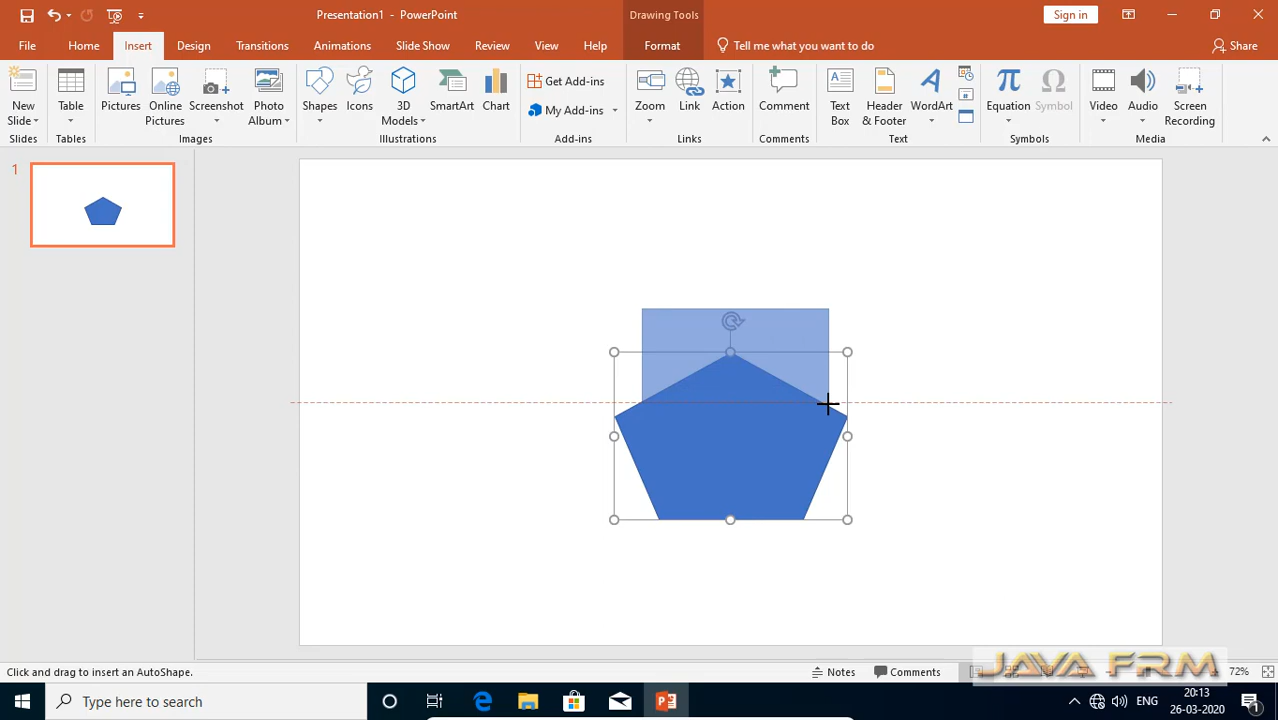 Presentation1 - PowerPoint
Drawing Tools
Sign in
File
Home
Insert
Design
Transitions
Animations
Slide Show
Review
View
Help
Format
Tell me what you want to do
Share
New
Slide
Table
Pictures
Online
Pictures
Screenshot
Photo
Album
Shapes
Icons
3D
Models
SmartArt
Chart
Get Add-ins
My Add-ins
Zoom
Link
Action
Comment
Text
Box
Header
& Footer
WordArt
Equation
Symbol
Video
Audio
Screen
Recording
Slides
Tables
Images
Illustrations
Add-ins
Links
Comments
Text
Symbols
Media
1
Click and drag to insert an AutoShape.
Notes
Comments
72%
JAVA FRM
Type here to search
ENG
20:13
26-03-2020
1